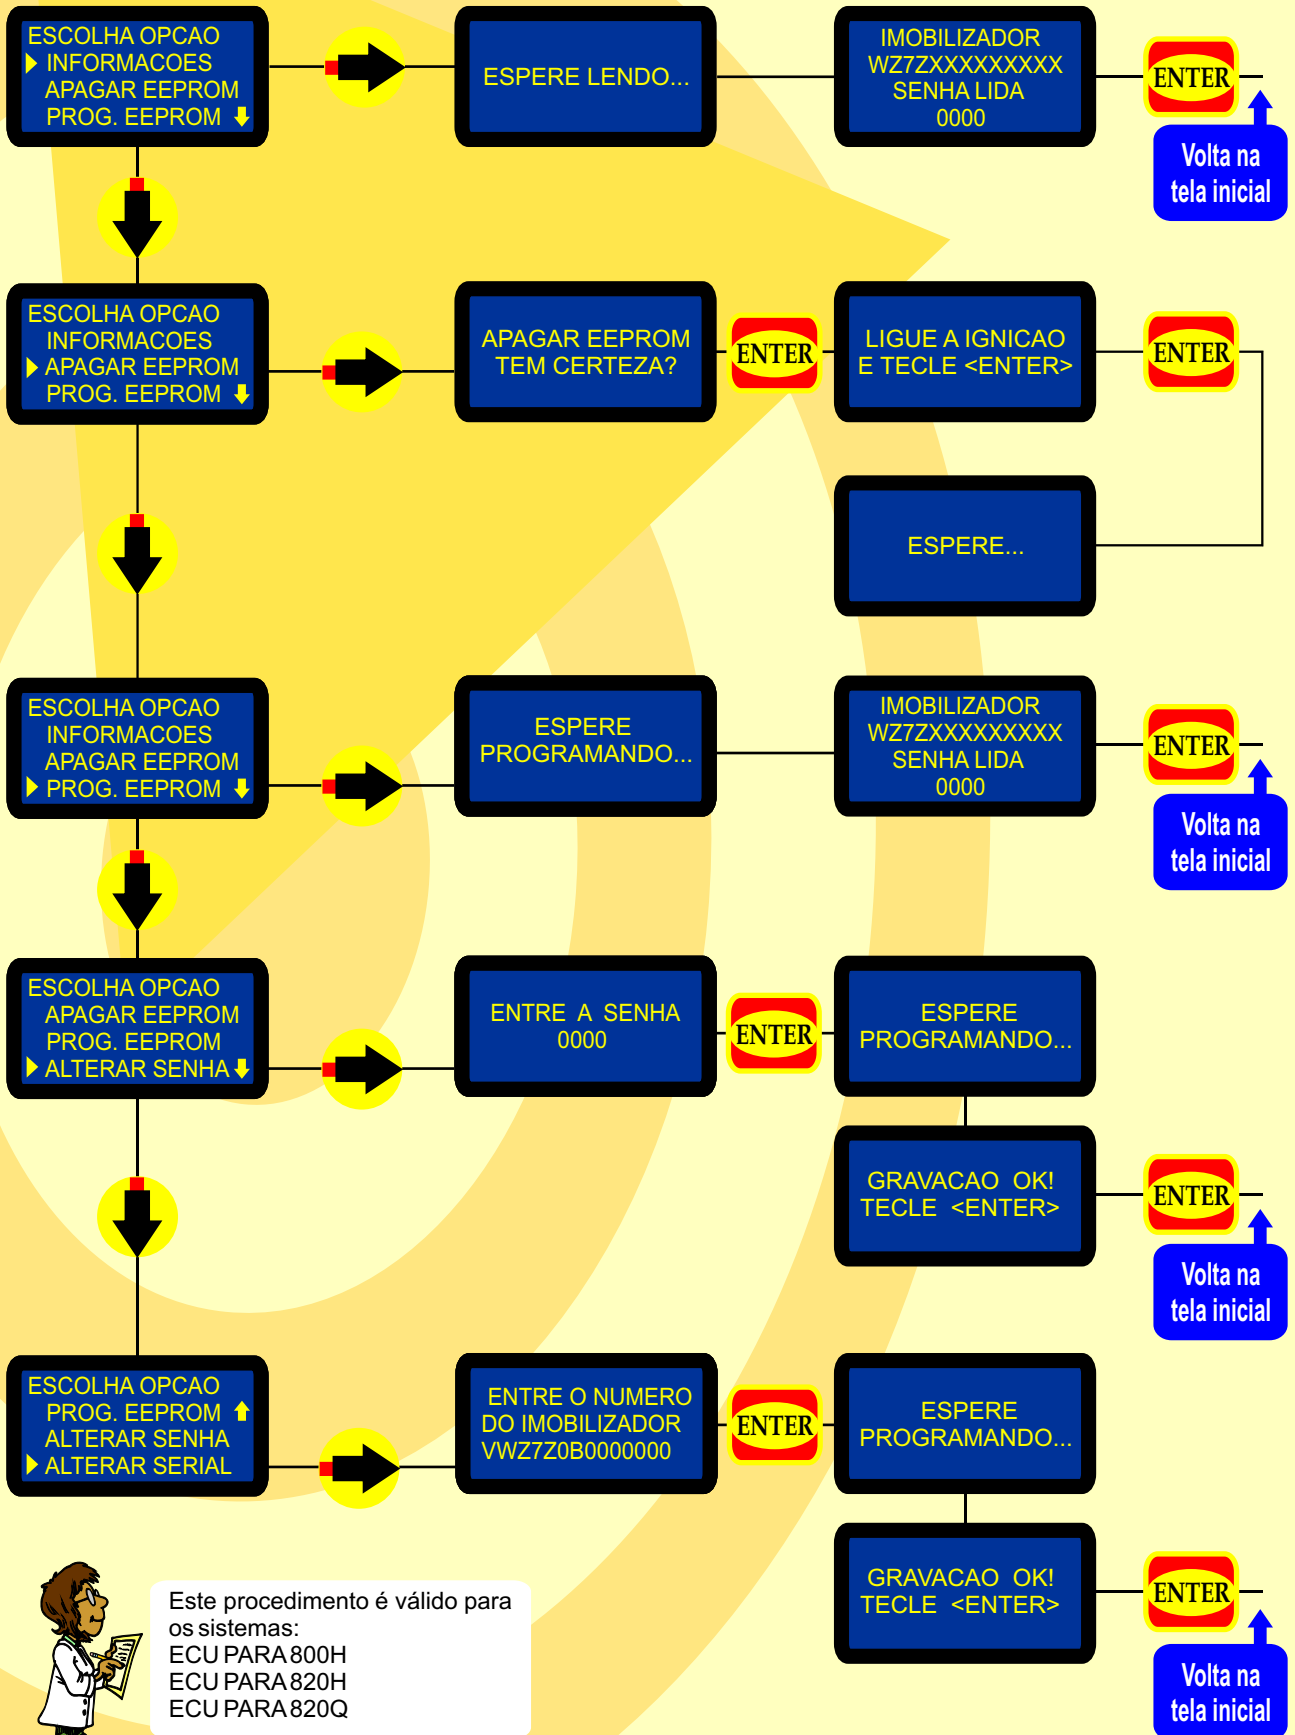 ESCOLHA OPCAO
INFORMACOES
APAGAR EEPROM
PROG. EEPROM
ESPERE LENDO...
IMOBILIZADOR
WZ7ZXXXXXXXXX
SENHA LIDA
0000
ENTER
Volta na
tela inicial
ESCOLHA OPCAO
INFORMACOES
APAGAR EEPROM
PROG. EEPROM
APAGAR EEPROM
TEM CERTEZA?
ENTER
LIGUE A IGNICAO
E TECLE <ENTER>
ENTER
ESPERE...
ESCOLHA OPCAO
INFORMACOES
APAGAR EEPROM
PROG. EEPROM
ESPERE
PROGRAMANDO...
IMOBILIZADOR
WZ7ZXXXXXXXXX
SENHA LIDA
0000
ENTER
Volta na
tela inicial
ESCOLHA OPCAO
APAGAR EEPROM
PROG. EEPROM
ALTERAR SENHA
ENTRE A SENHA
0000
ENTER
ESPERE
PROGRAMANDO...
GRAVACAO OK!
TECLE <ENTER>
ENTER
Volta na
tela inicial
ESCOLHA OPCAO
PROG. EEPROM
ALTERAR SENHA
ALTERAR SERIAL
ENTRE O NUMERO
DO IMOBILIZADOR
VWZ7Z0B0000000
ENTER
ESPERE
PROGRAMANDO...
GRAVACAO OK!
TECLE <ENTER>
ENTER
Volta na
tela inicial
Este procedimento é válido para
os sistemas:
ECU PARA 800H
ECU PARA 820H
ECU PARA 820Q